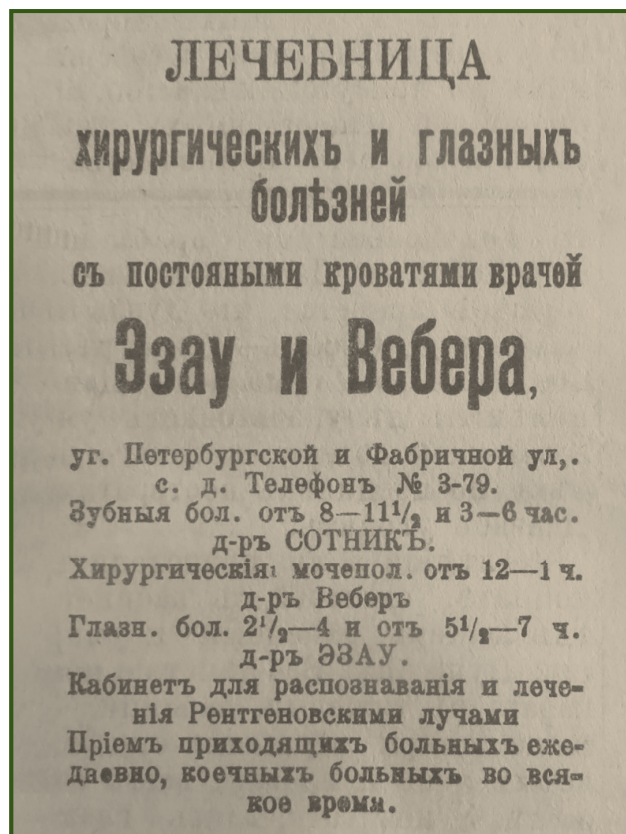 ЛЕЧЕБНИЦА
хирургическихъ и глазныхъ
болѣзней
съ постояными кроватями врачей
Эзау и Вебера,
уг. Петербургской и Фабричной ул,.
с. д. Телефонъ № 3-79.
Зубныя бол. отъ 8—11½ и 3—6 час.
д-ръ СОТНИКЪ.
Хирургическія мочепол. отъ 12—1 ч.
д-ръ Веберъ
Глазн. бол. 2½—4 и отъ 5½—7 ч.
д-ръ ЭЗАУ.
Кабинетъ для распознаванія и лече-
нія Рентгеновскими лучами
Пріемъ приходящихъ больныхъ еже-
дневно, коечныхъ больныхъ во вся-
кое время.